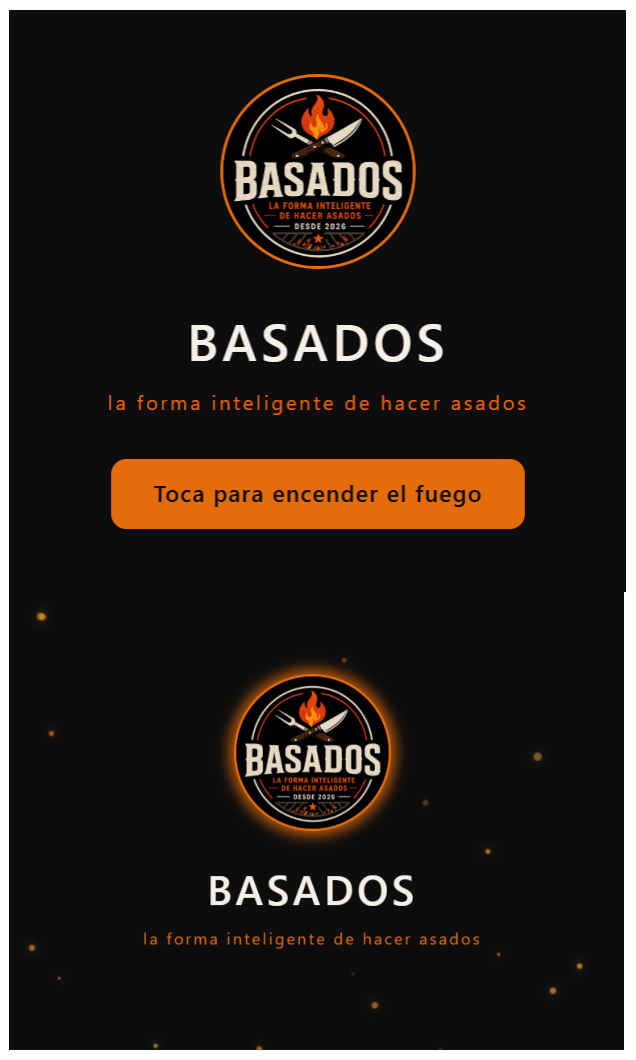 BASADOS
LA FORMA INTELIGENTE
DE HACER ASADOS
DESDE 2026
BASADOS
la forma inteligente de hacer asados
Toca para encender el fuego
BASADOS
LA FORMA INTELIGENTE
DE HACER ASADOS
DESDE 2026
BASADOS
la forma inteligente de hacer asados